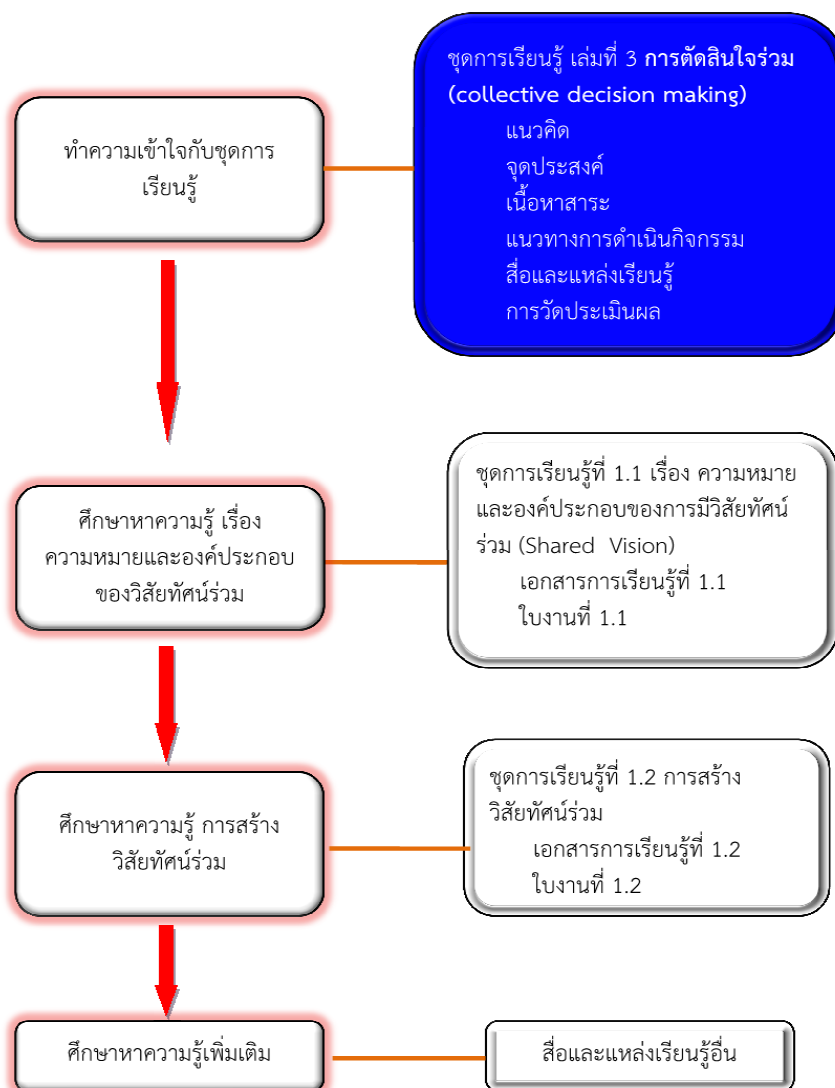 ทำความเข้าใจกับชุดการ
เรียนรู้
ชุดการเรียนรู้ เล่มที่ 3 การตัดสินใจร่วม
(collective decision making)
แนวคิด
จุดประสงค์
เนื้อหาสาระ
แนวทางการดำเนินกิจกรรม
สื่อและแหล่งเรียนรู้
การวัดประเมินผล
ศึกษาหาความรู้ เรื่อง
ความหมายและองค์ประกอบ
ของวิสัยทัศน์ร่วม
ชุดการเรียนรู้ที่ 1.1 เรื่อง ความหมาย
และองค์ประกอบของการมีวิสัยทัศน์
ร่วม (Shared Vision)
เอกสารการเรียนรู้ที่ 1.1
ใบงานที่ 1.1
ศึกษาหาความรู้ การสร้าง
วิสัยทัศน์ร่วม
ชุดการเรียนรู้ที่ 1.2 การสร้าง
วิสัยทัศน์ร่วม
เอกสารการเรียนรู้ที่ 1.2
ใบงานที่ 1.2
ศึกษาหาความรู้เพิ่มเติม
สื่อและแหล่งเรียนรู้อื่น